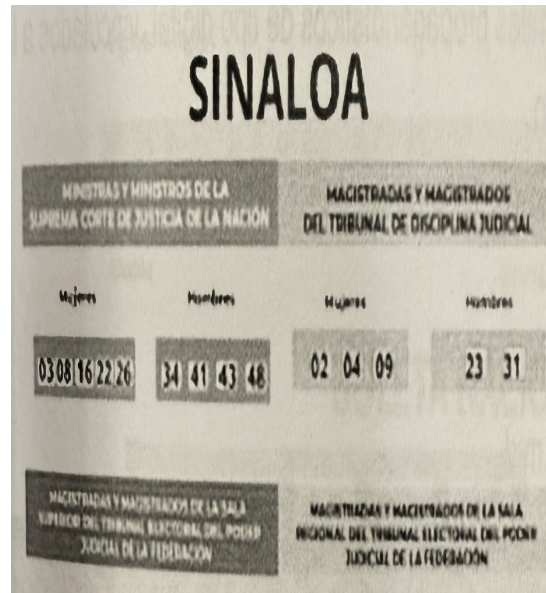 SINALOA
MINISTRAS Y MINISTROS DE LA
SUPREMA CORTE DE JUSTICIA DE LA NACIÓN
MAGISTRADAS Y MAGISTRADOS
DEL TRIBUNAL DE DISCIPLINA JUDICIAL
Mujeres
Hombres
Mujeres
Hombres
03 08 16 22 26
34 41 43 48
02 04 09
23 31
MAGISTRADAS Y MAGISTRADOS DE LA SALA
SUPERIOR DEL TRIBUNAL ELECTORAL DEL PODER
JUDICIAL DE LA FEDERACIÓN
MAGISTRADAS Y MAGISTRADOS DE LA SALA
REGIONAL DEL TRIBUNAL ELECTORAL DEL PODER
JUDICIAL DE LA FEDERACIÓN